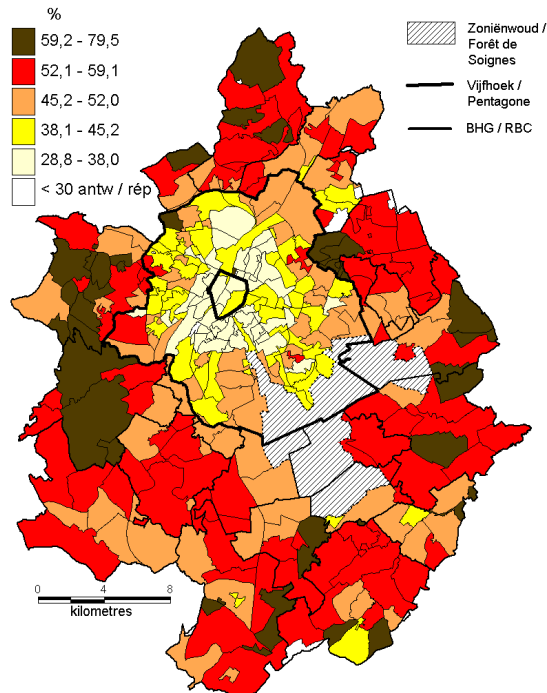 %
59,2 - 79,5
52,1 - 59,1
45,2 - 52,0
38,1 - 45,2
28,8 - 38,0
< 30 antw / rép
Zoniënwoud /
Forêt de
Soignes
Vijfhoek /
Pentagone
BHG / RBC
0 4 8
kilometres